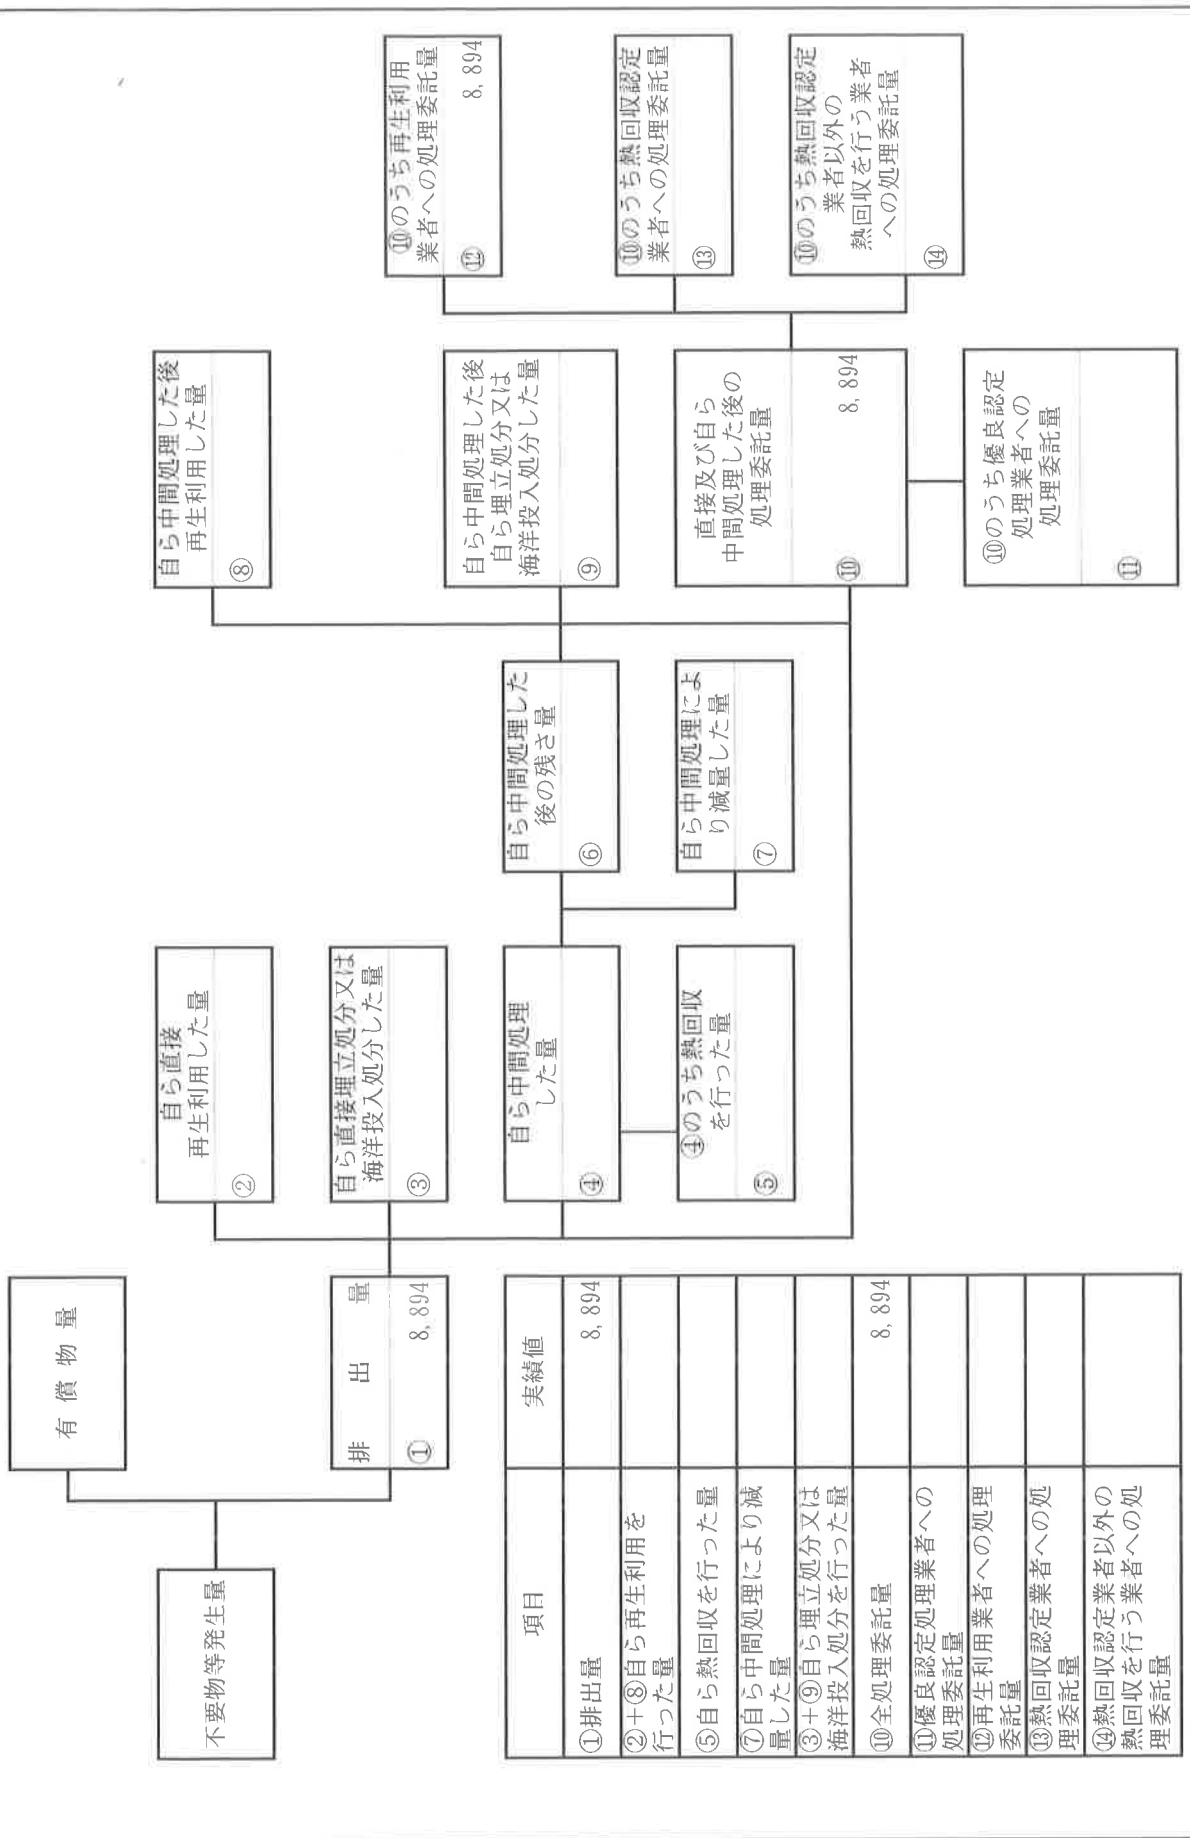 不要物等発生量
有償物量
排出量
① 8,894
自ら直接
再生利用した量
②
自ら直接埋立処分又は
海洋投入処分した量
③
自ら中間処理
した量
④
④のうち熱回収
を行った量
⑤
自ら中間処理した
後の残さ量
⑥
自ら中間処理によ
り減量した量
⑦
自ら中間処理した後
再生利用した量
⑧
自ら中間処理した後
自ら埋立処分又は
海洋投入処分した量
⑨
直接及び自ら
中間処理した後の
処理委託量
⑩ 8,894
⑩のうち優良認定
処理業者への
処理委託量
⑪
⑩のうち再生利用
業者への処理委託量
⑫ 8,894
⑩のうち熱回収認定
業者への処理委託量
⑬
⑩のうち熱回収認定
業者以外の
熱回収を行う業者
への処理委託量
⑭
項目 実績値
①排出量 8,894
②+⑧自ら再生利用を
行った量
⑤自ら熱回収を行った量
⑦自ら中間処理により減
量した量
③+⑨自ら埋立処分又は
海洋投入処分を行った量
⑩全処理委託量 8,894
⑪優良認定処理業者への
処理委託量
⑫再生利用業者への処理
委託量
⑬熱回収認定業者への処
理委託量
⑭熱回収認定業者以外の
熱回収を行う業者への処
理委託量